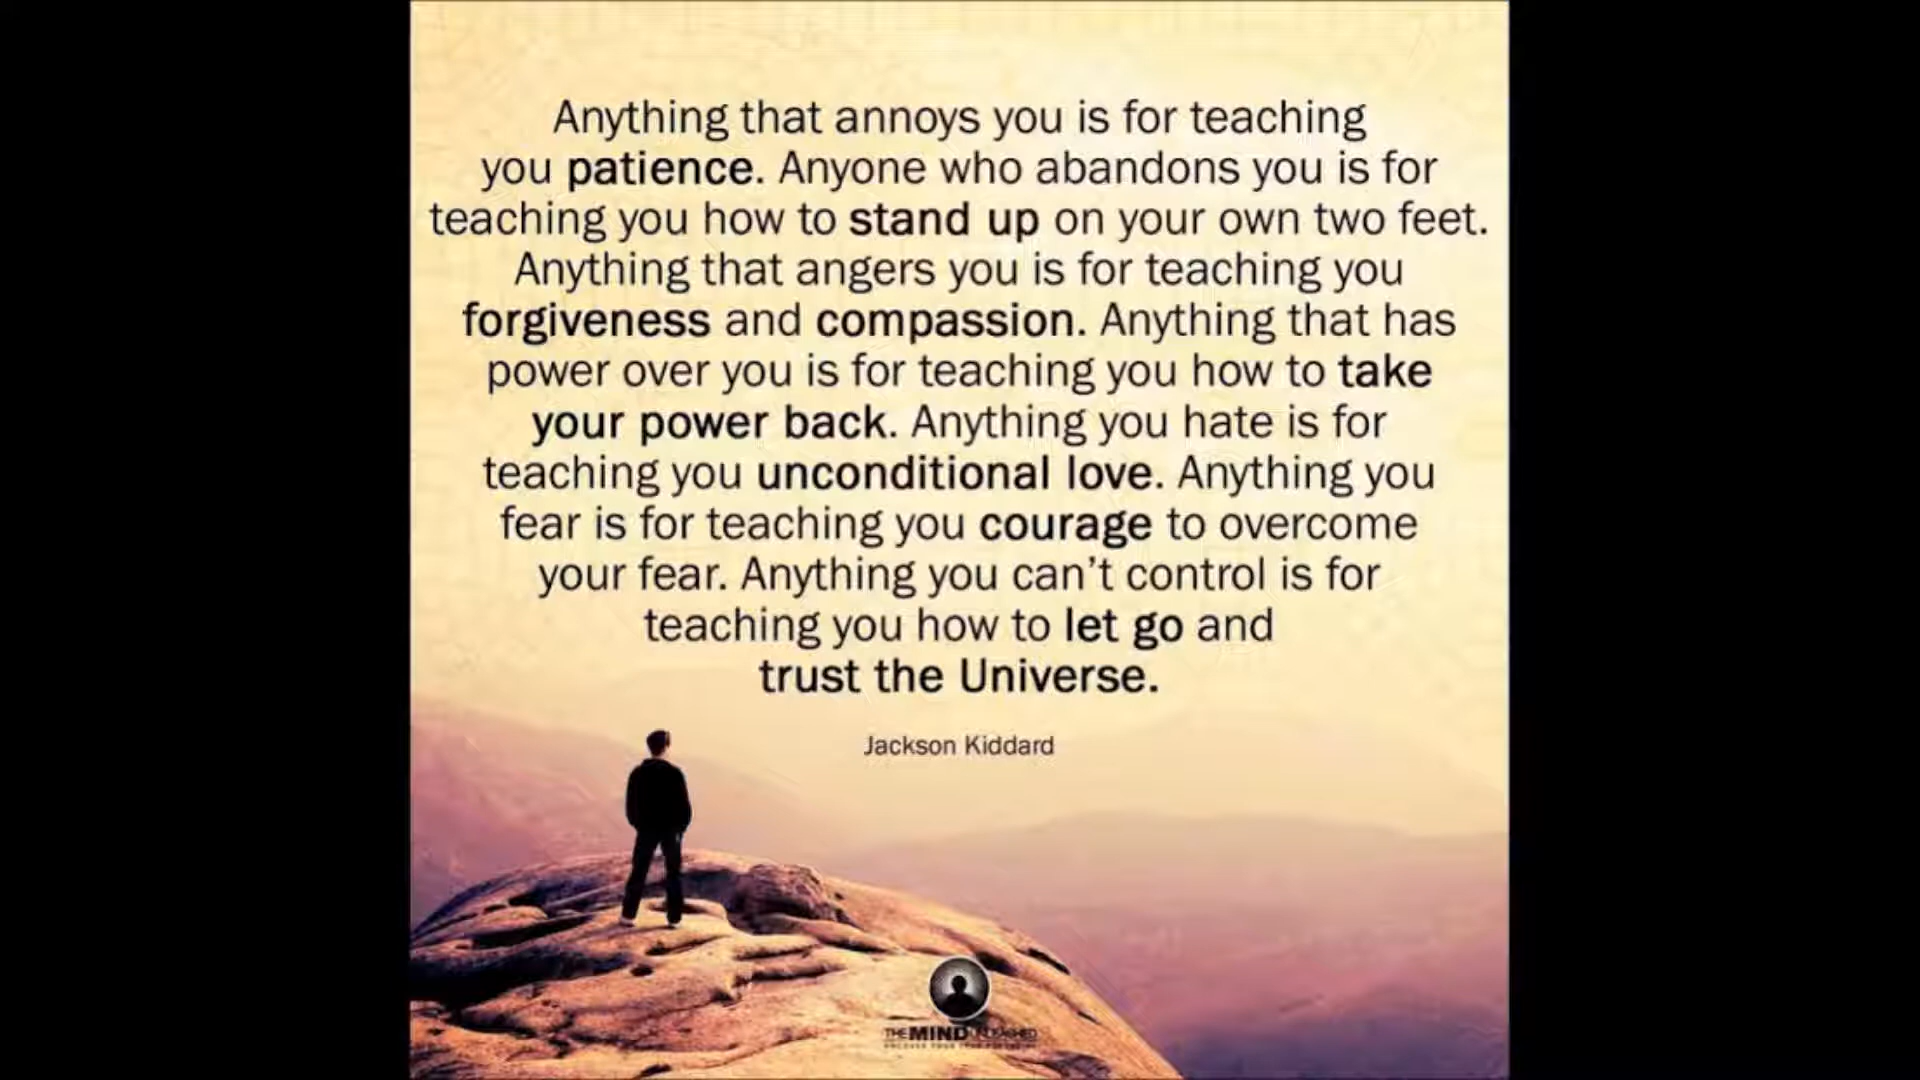 Anything that annoys you is for teaching
you patience. Anyone who abandons you is for
teaching you how to stand up on your own two feet.
Anything that angers you is for teaching you
forgiveness and compassion. Anything that has
power over you is for teaching you how to take
your power back. Anything you hate is for
teaching you unconditional love. Anything you
fear is for teaching you courage to overcome
your fear. Anything you can’t control is for
teaching you how to let go and
trust the Universe.
Jackson Kiddard
THE MIND UNLEASHED